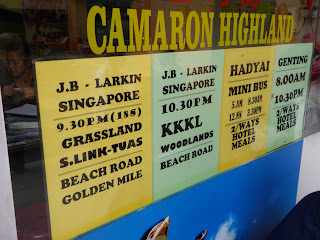 CAMARON HIGHLAND
J.B - LARKIN
SINGAPORE
9.30PM (188)
GRASSLAND
S.LINK-TUAS
BEACH ROAD
GOLDEN MILE
J.B - LARKIN
SINGAPORE
10.30PM
KKKL
WOODLANDS
BEACH ROAD
HADYAI
MINI BUS
2/WAYS
HOTEL
MEALS
GENTING
8.00AM
10.30PM
2/WAYS
HOTEL
MEALS